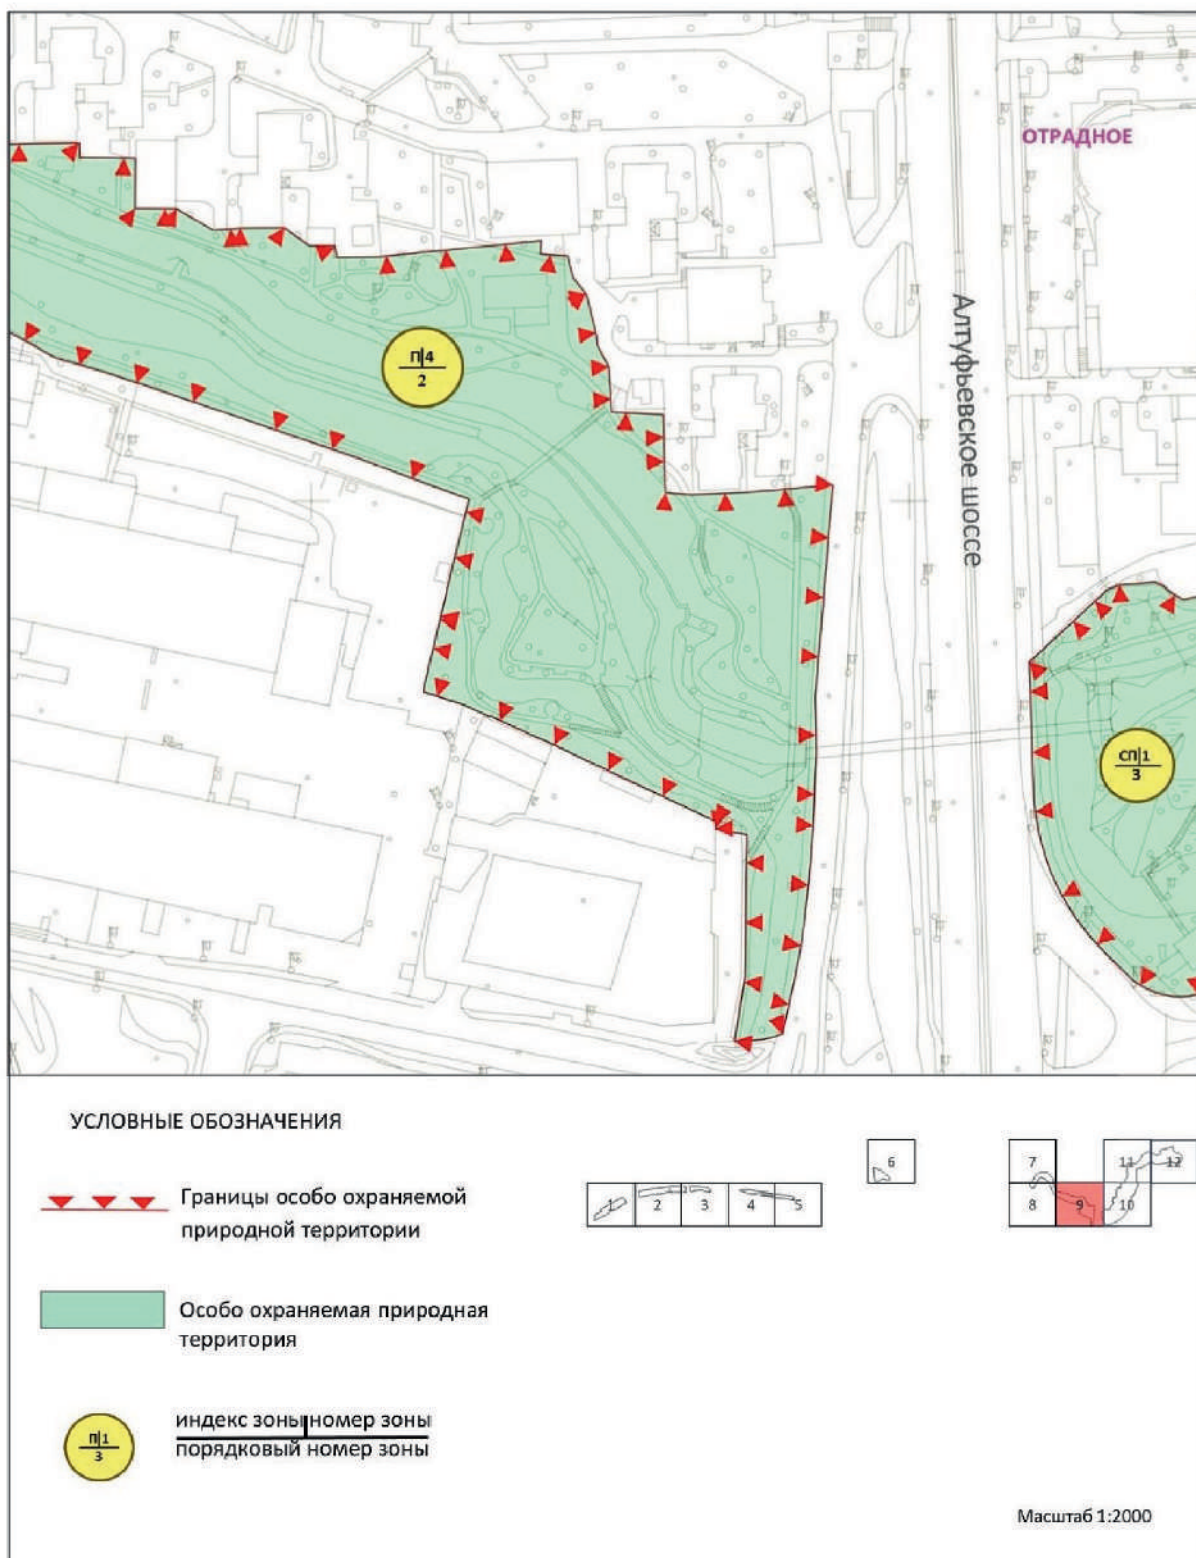 ОТРАДНОЕ
Алтуфьевское шоссе
П|4
2
СП|1
3
УСЛОВНЫЕ ОБОЗНАЧЕНИЯ
Границы особо охраняемой
природной территории
Особо охраняемая природная
территория
П|1
3
индекс зоны|номер зоны
порядковый номер зоны
6
7
11
12
1
2
3
4
5
8
9
10
Масштаб 1:2000